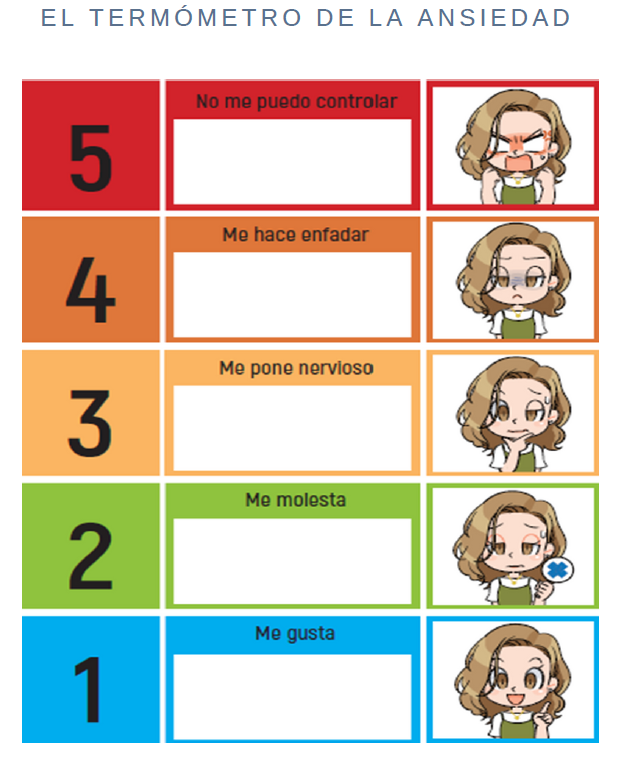 EL TERMÓMETRO DE LA ANSIEDAD
5
No me puedo controlar
4
Me hace enfadar
3
Me pone nervioso
2
Me molesta
1
Me gusta